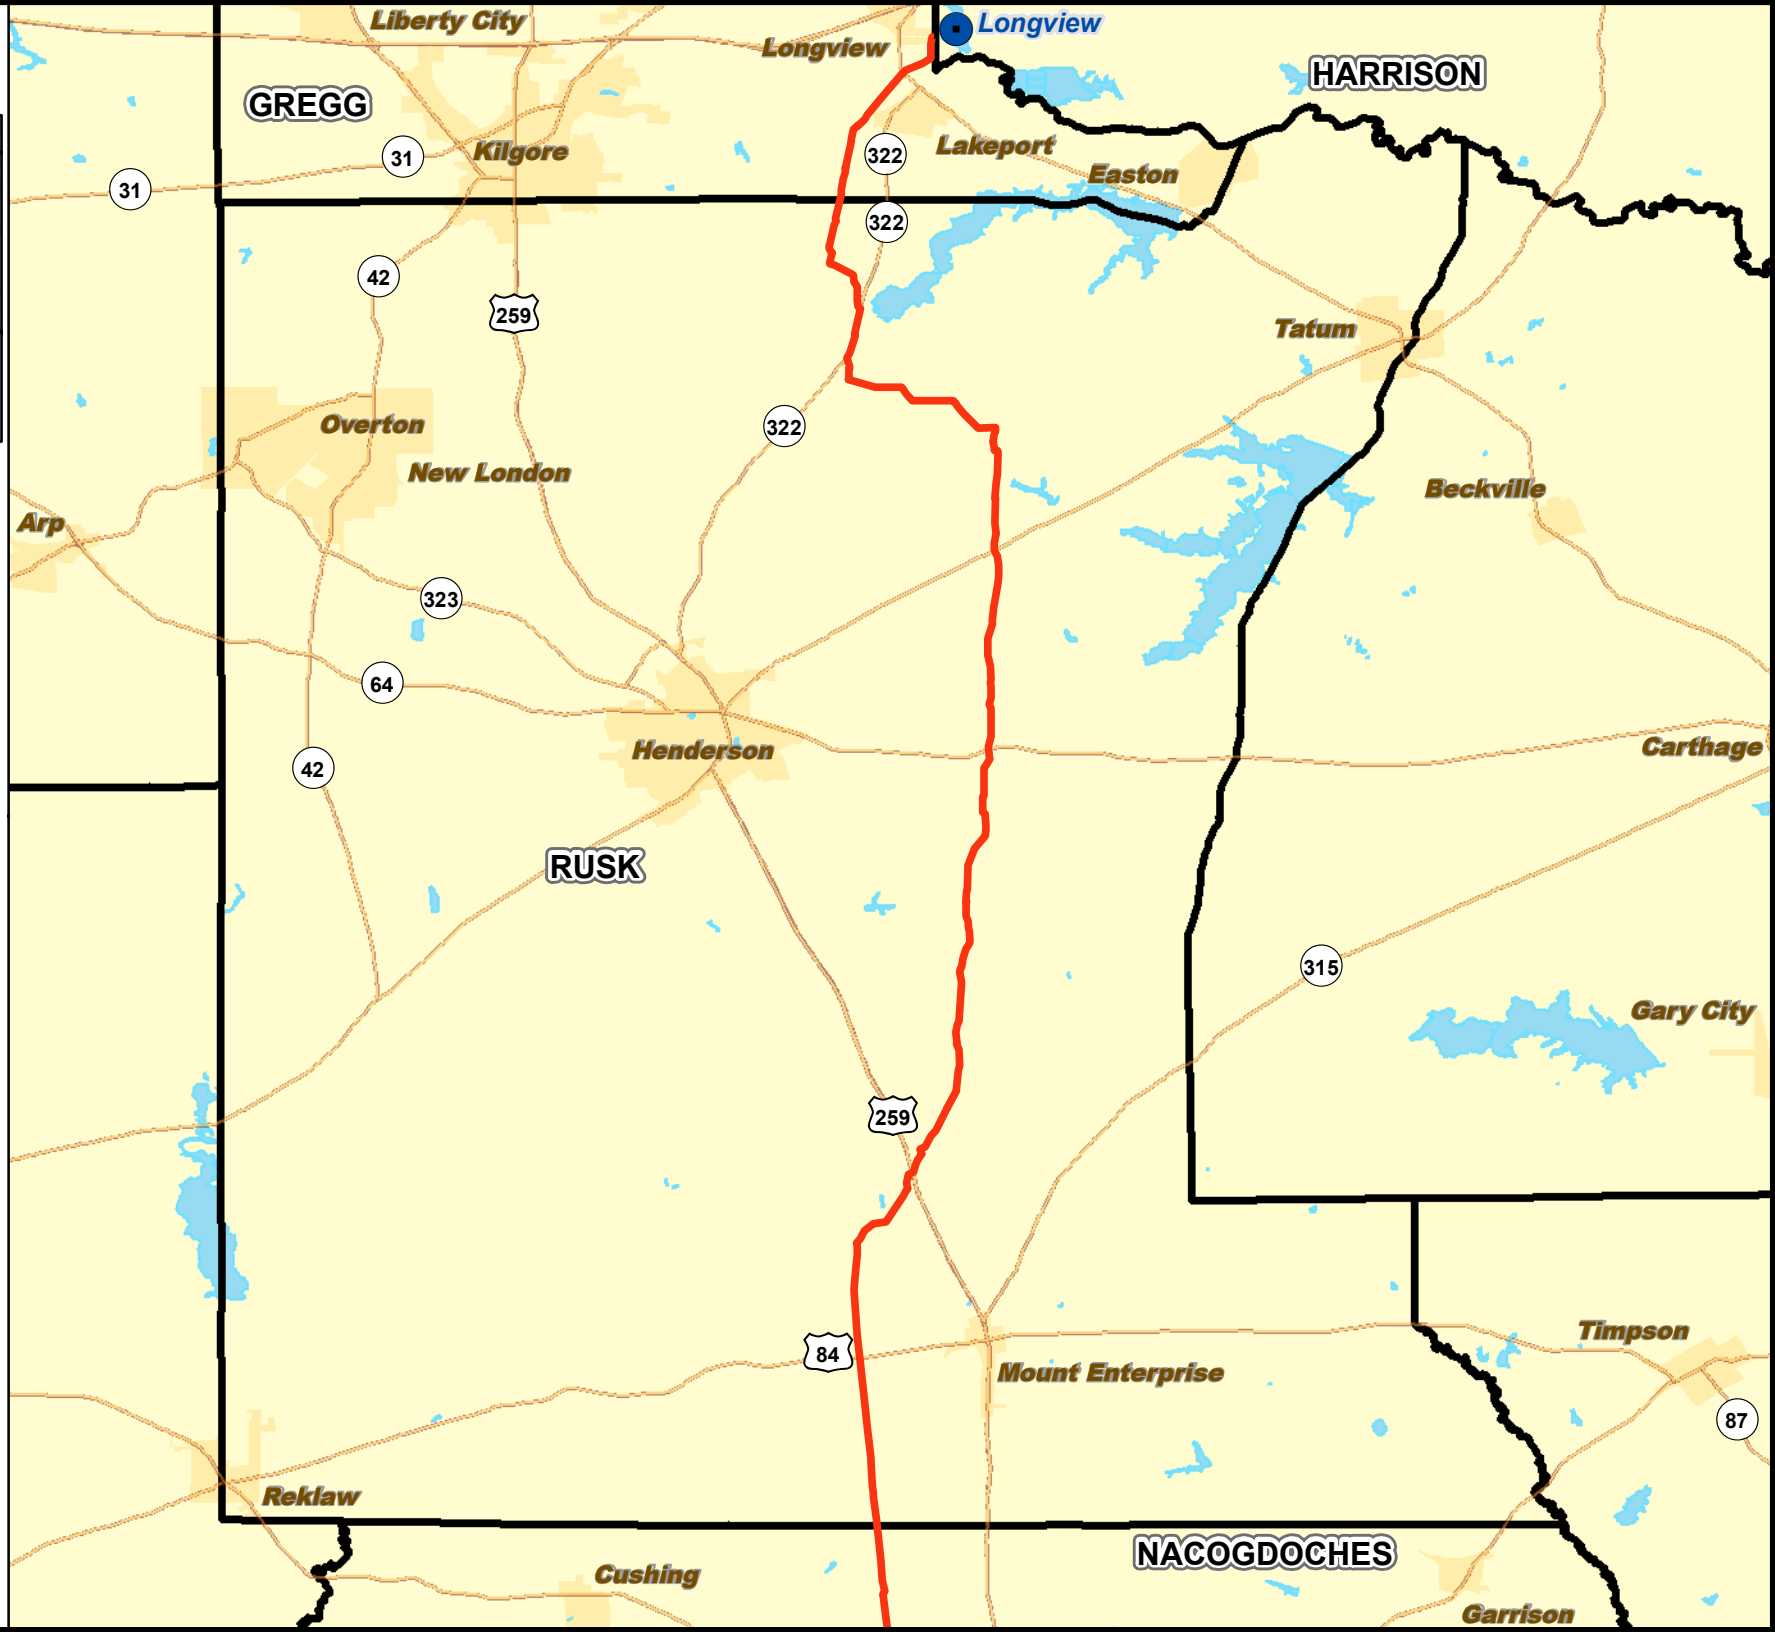 Liberty City
Longview
Longview
HARRISON
GREGG
Kilgore
31
31
322
Lakeport
Easton
322
42
259
Tatum
Overton
322
New London
Beckville
Arp
323
64
Henderson
Carthage
42
RUSK
315
Gary City
259
84
Timpson
Mount Enterprise
87
Reklaw
NACOGDOCHES
Cushing
Garrison